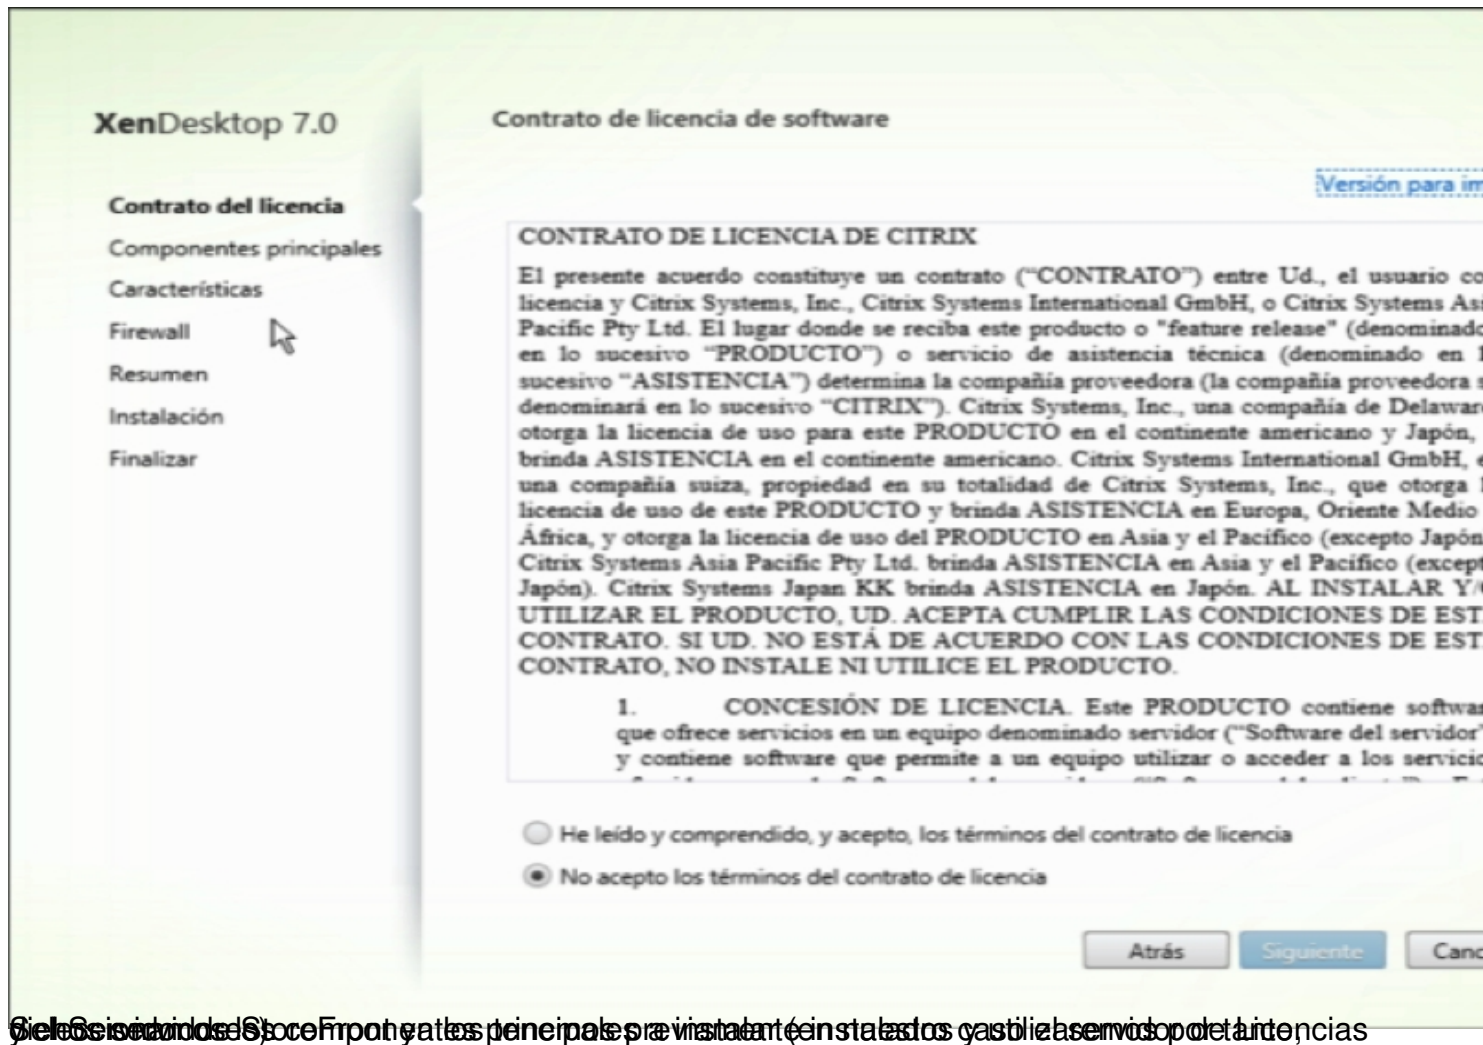 XenDesktop 7.0
Contrato del licencia
Componentes principales
Características
Firewall
Resumen
Instalación
Finalizar
Contrato de licencia de software
Versión para im
CONTRATO DE LICENCIA DE CITRIX
El presente acuerdo constituye un contrato (“CONTRATO”) entre Ud., el usuario co
licencia y Citrix Systems, Inc., Citrix Systems International GmbH, o Citrix Systems Asi
Pacific Pty Ltd. El lugar donde se reciba este producto o "feature release" (denominado
en lo sucesivo “PRODUCTO”) o servicio de asistencia técnica (denominado en l
sucesivo “ASISTENCIA”) determina la compañía proveedora (la compañía proveedora s
denominará en lo sucesivo “CITRIX”). Citrix Systems, Inc., una compañía de Delaware
otorga la licencia de uso para este PRODUCTO en el continente americano y Japón,
brinda ASISTENCIA en el continente americano. Citrix Systems International GmbH, e
una compañía suiza, propiedad en su totalidad de Citrix Systems, Inc., que otorga l
licencia de uso de este PRODUCTO y brinda ASISTENCIA en Europa, Oriente Medio
África, y otorga la licencia de uso del PRODUCTO en Asia y el Pacífico (excepto Japón
Citrix Systems Asia Pacific Pty Ltd. brinda ASISTENCIA en Asia y el Pacífico (except
Japón). Citrix Systems Japan KK brinda ASISTENCIA en Japón. AL INSTALAR Y/O
UTILIZAR EL PRODUCTO, UD. ACEPTA CUMPLIR LAS CONDICIONES DE EST
CONTRATO. SI UD. NO ESTÁ DE ACUERDO CON LAS CONDICIONES DE EST
CONTRATO, NO INSTALE NI UTILICE EL PRODUCTO.
1. CONCESIÓN DE LICENCIA. Este PRODUCTO contiene softwar
que ofrece servicios en un equipo denominado servidor (“Software del servidor”
y contiene software que permite a un equipo utilizar o acceder a los servicio
He leído y comprendido, y acepto, los términos del contrato de licencia
No acepto los términos del contrato de licencia
Atrás
Siguiente
Canc